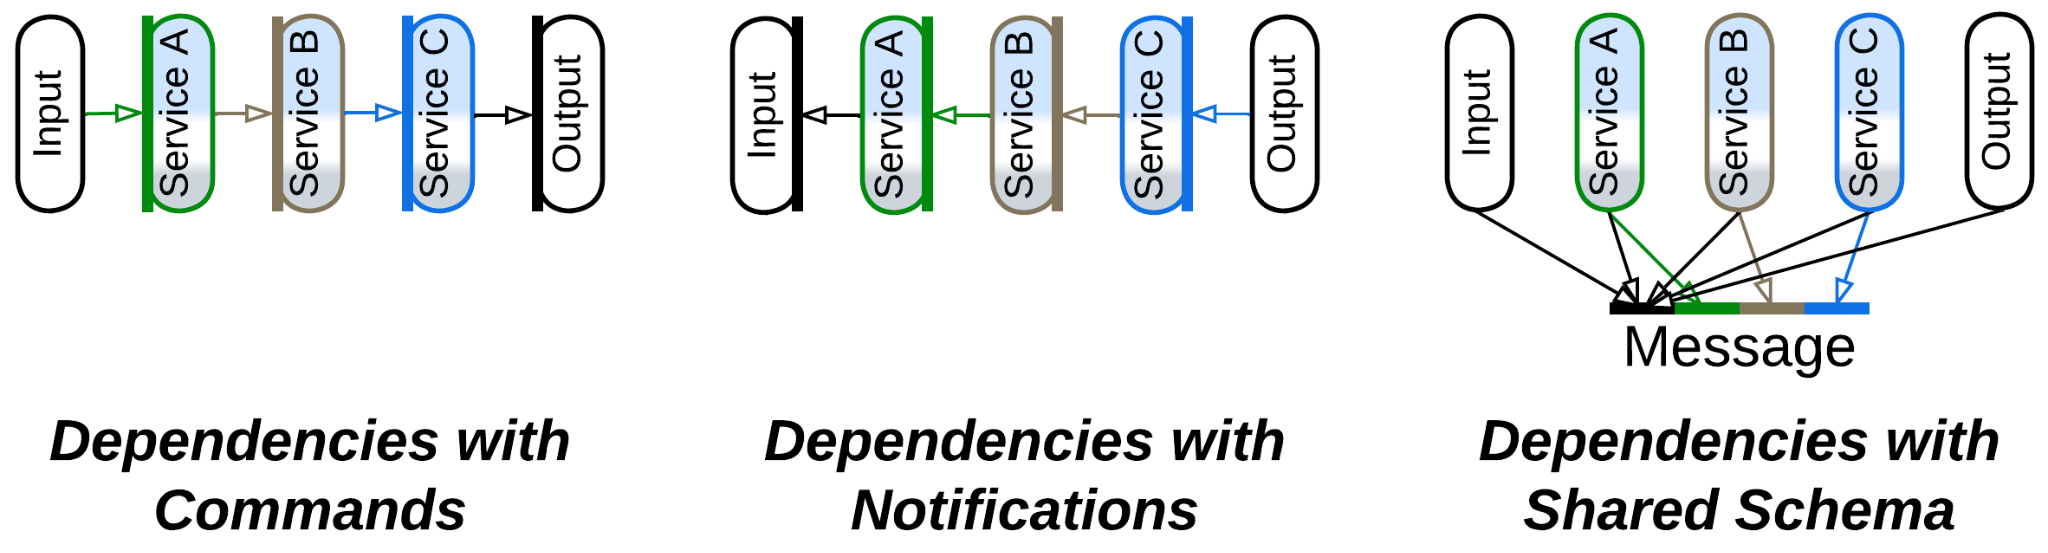 Input
Service A
Service B
Service C
Output
Dependencies with
Commands
Input
Service A
Service B
Service C
Output
Dependencies with
Notifications
Input
Service A
Service B
Service C
Output
Message
Dependencies with
Shared Schema